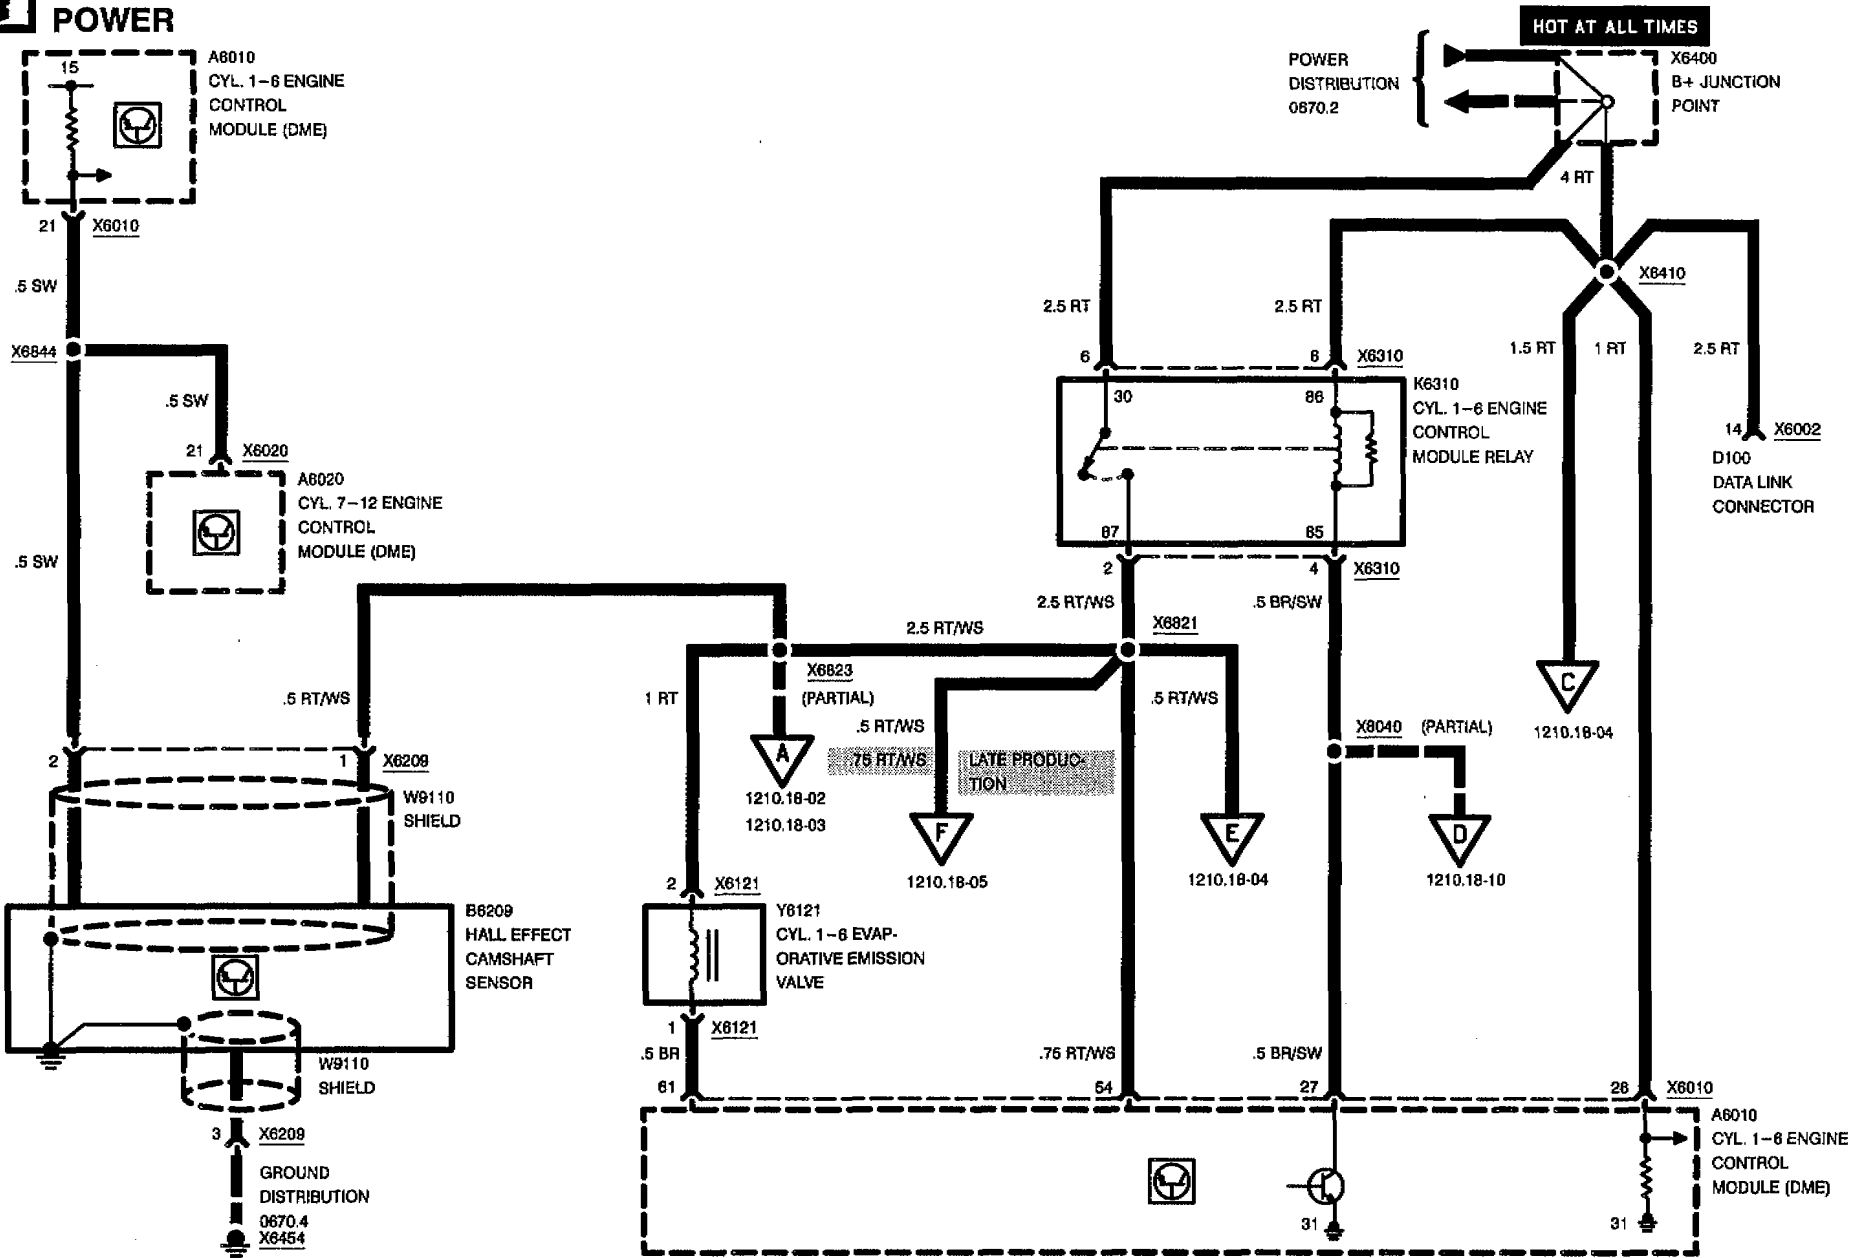 POWER
15
A6010
CYL. 1-6 ENGINE
CONTROL
MODULE (DME)
21
X6010
.5 SW
X6844
.5 SW
21
X6020
A6020
CYL. 7-12 ENGINE
CONTROL
MODULE (DME)
.5 SW
.5 RT/WS
2
1
X6209
W9110
SHIELD
B6209
HALL EFFECT
CAMSHAFT
SENSOR
W9110
SHIELD
3
X6209
GROUND
DISTRIBUTION
0670.4
X6454
HOT AT ALL TIMES
POWER
DISTRIBUTION
0670.2
X6400
B+ JUNCTION
POINT
4 RT
X6410
2.5 RT
2.5 RT
1.5 RT
1 RT
2.5 RT
6
8
X6310
30
86
K6310
CYL. 1-6 ENGINE
CONTROL
MODULE RELAY
87
85
2
4
X6310
14
X6002
D100
DATA LINK
CONNECTOR
2.5 RT/WS
.5 BR/SW
2.5 RT/WS
X6821
X6823
(PARTIAL)
1 RT
.5 RT/WS
.5 RT/WS
.75 RT/WS
LATE PRODUC-
TION
C
1210.18-04
X8040
(PARTIAL)
A
1210.18-02
1210.18-03
F
1210.18-05
E
1210.18-04
D
1210.18-10
2
X6121
Y6121
CYL. 1-6 EVAP-
ORATIVE EMISSION
VALVE
1
X6121
.5 BR
.75 RT/WS
.5 BR/SW
61
54
27
26
X6010
A6010
CYL. 1-6 ENGINE
CONTROL
MODULE (DME)
31
31